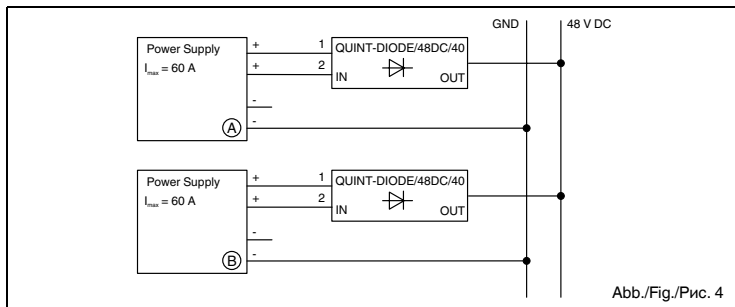 GND 48 V DC
Power Supply
Imax = 60 A
+ 1 QUINT-DIODE/48DC/40
+ 2 IN OUT
-
- A
Power Supply
Imax = 60 A
+ 1 QUINT-DIODE/48DC/40
+ 2 IN OUT
-
- B
Abb./Fig./Рис. 4